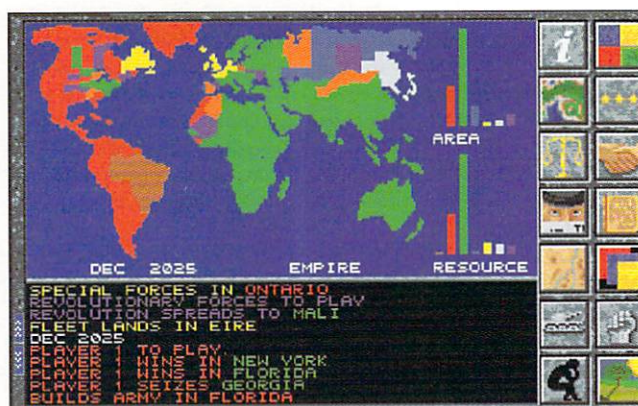 AREA
DEC 2025 EMPIRE RESOURCE
SPECIAL FORCES IN ONTARIO
REVOLUTIONARY FORCES TO PLAY
REVOLUTION SPREADS TO MALI
FLEET LANDS IN EIRE
DEC 2025
PLAYER 1 TO PLAY
PLAYER 1 WINS IN NEW YORK
PLAYER 1 WINS IN FLORIDA
PLAYER 1 SEIZES GEORGIA
BUILDS ARMY IN FLORIDA